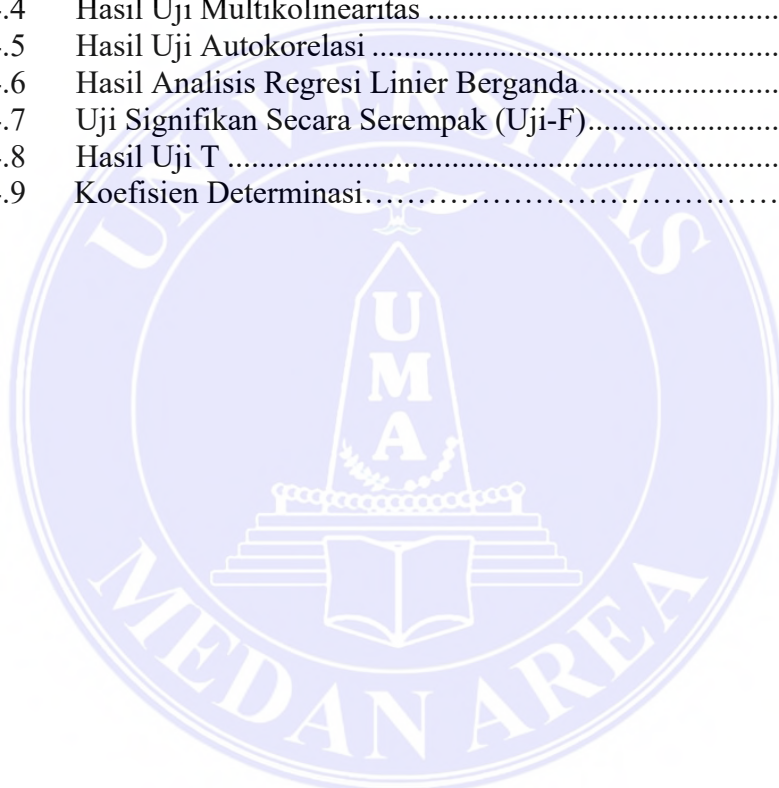 .4 Hasil Uji Multikolinearitas ........................................................
.5 Hasil Uji Autokorelasi ................................................................
.6 Hasil Analisis Regresi Linier Berganda................................
.7 Uji Signifikan Secara Serempak (Uji-F)...............................
.8 Hasil Uji T ...................................................................................
.9 Koefisien Determinasi……………………………………
UNIVERSITAS
U
M
A
MEDAN AREA